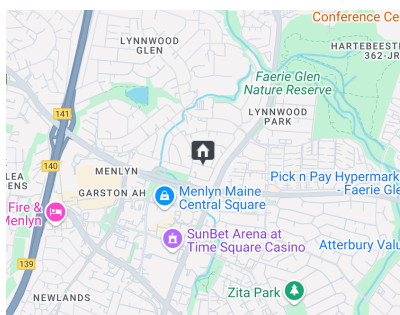 Conference Ce
LYNNWOOD
GLEN
HARTEBEEST
362-JR
Faerie Glen
Nature Reserve
LYNNWOOD
PARK
141
140
MENLYN
GARSTON AH
LEA
ENS
Pick n Pay Hypermark
- Faerie Gle
Menlyn Maine
Central Square
Fire &
Menlyn
SunBet Arena at
Time Square Casino
Atterbury Valu
139
NEWLANDS
Zita Park